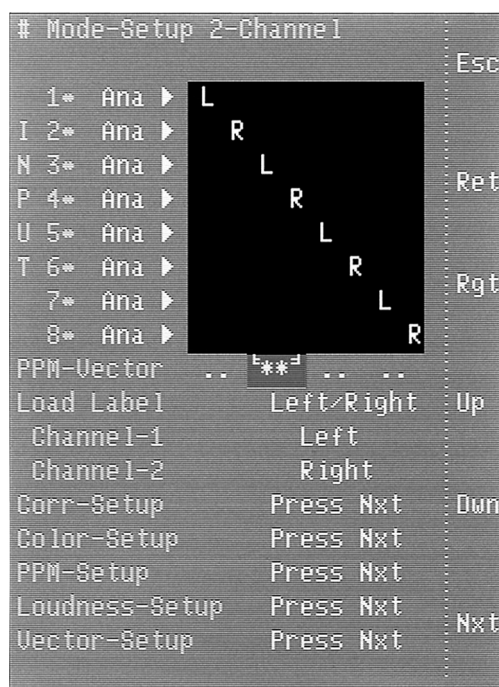 # Mode-Setup 2-Channel
Esc
1* Ana ▶ L
I 2* Ana ▶ R
N 3* Ana ▶ L
P 4* Ana ▶ R
Ret
U 5* Ana ▶ L
T 6* Ana ▶ R
Rgt
7* Ana ▶ L
8* Ana ▶ R
PPM-Vector .. ** .. ..
Load Label Left/Right Up
Channel-1 Left
Channel-2 Right
Corr-Setup Press Nxt Dwn
Color-Setup Press Nxt
PPM-Setup Press Nxt
Loudness-Setup Press Nxt
Nxt
Vector-Setup Press Nxt